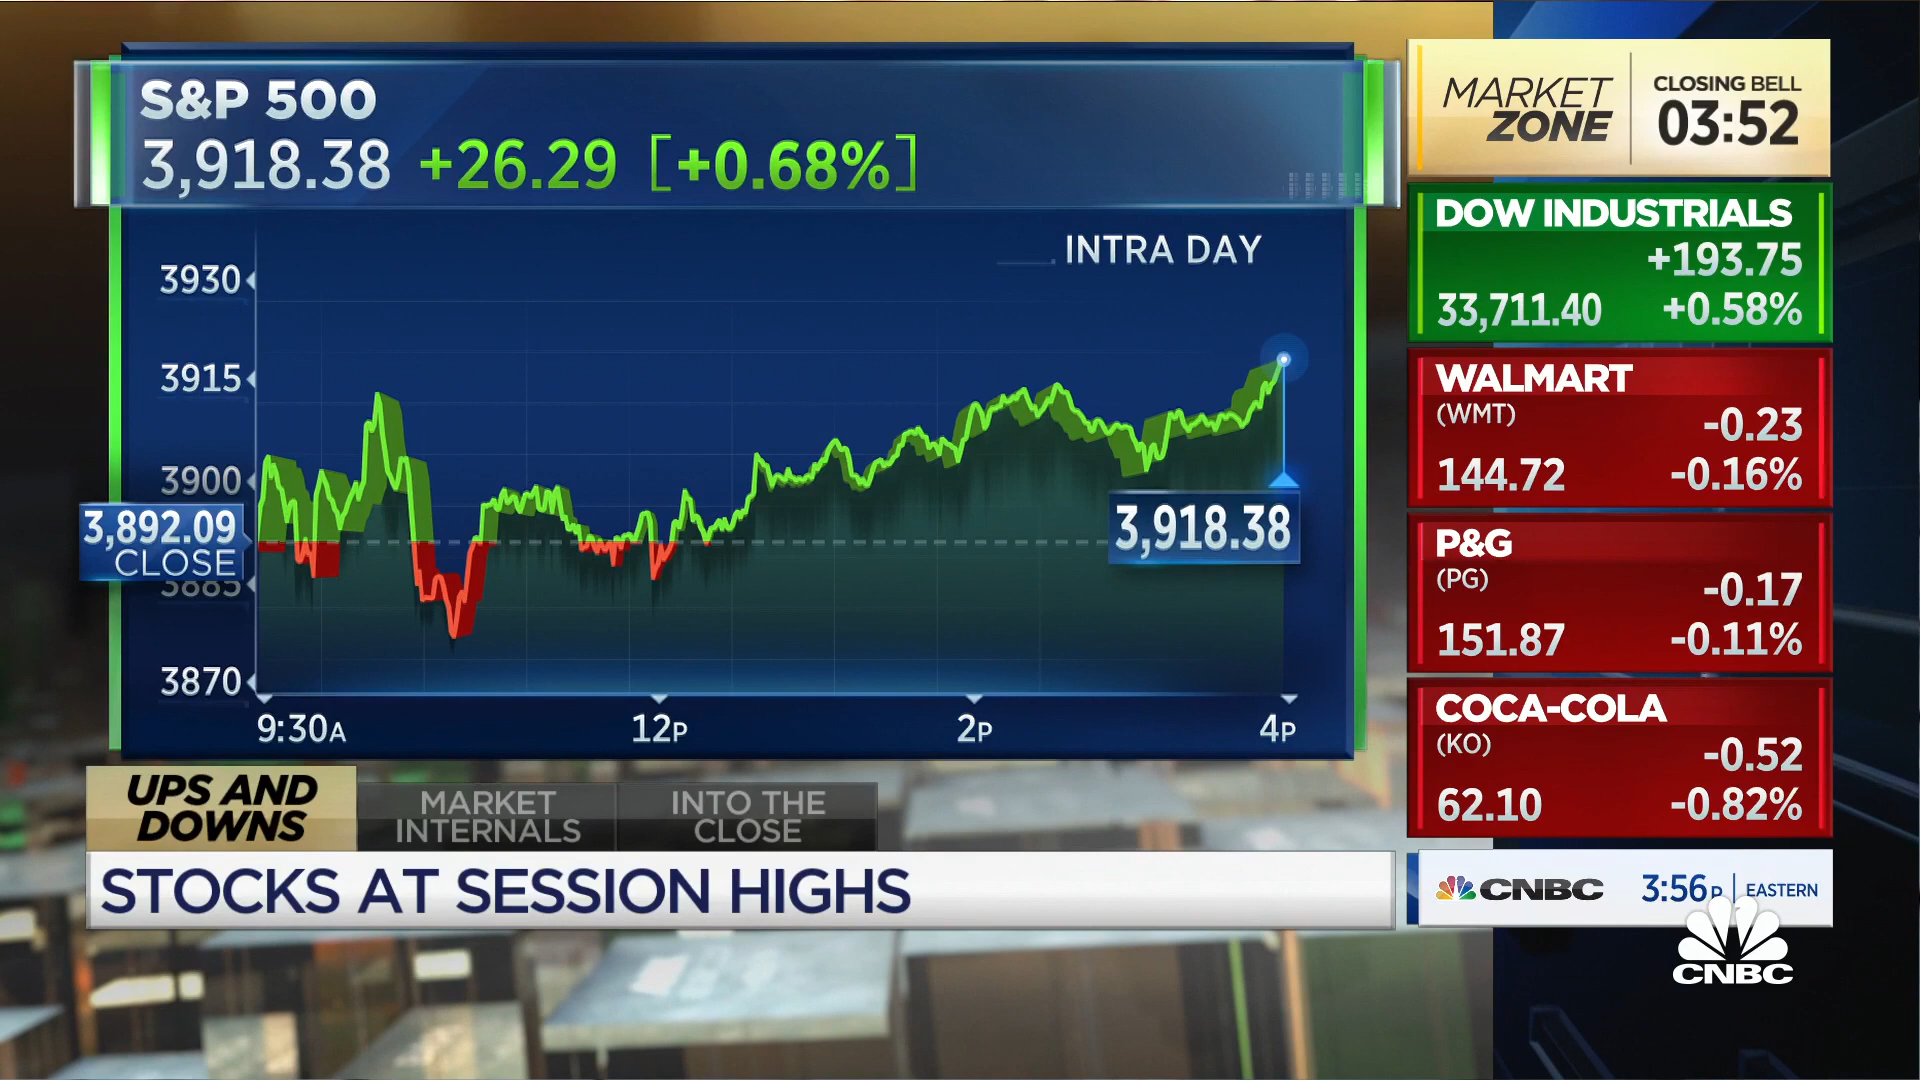 S&P 500
3,918.38 +26.29 [+0.68%]
INTRA DAY
3930
3915
3900
3,892.09
CLOSE
3885
3870
3,918.38
9:30A
12P
2P
4P
UPS AND
DOWNS
MARKET
INTERNALS
INTO THE
CLOSE
STOCKS AT SESSION HIGHS
MARKET
ZONE
CLOSING BELL
03:52
DOW INDUSTRIALS
+193.75
33,711.40 +0.58%
WALMART
(WMT)
-0.23
144.72 -0.16%
P&G
(PG)
-0.17
151.87 -0.11%
COCA-COLA
(KO)
-0.52
62.10 -0.82%
CNBC 3:56P EASTERN
CNBC